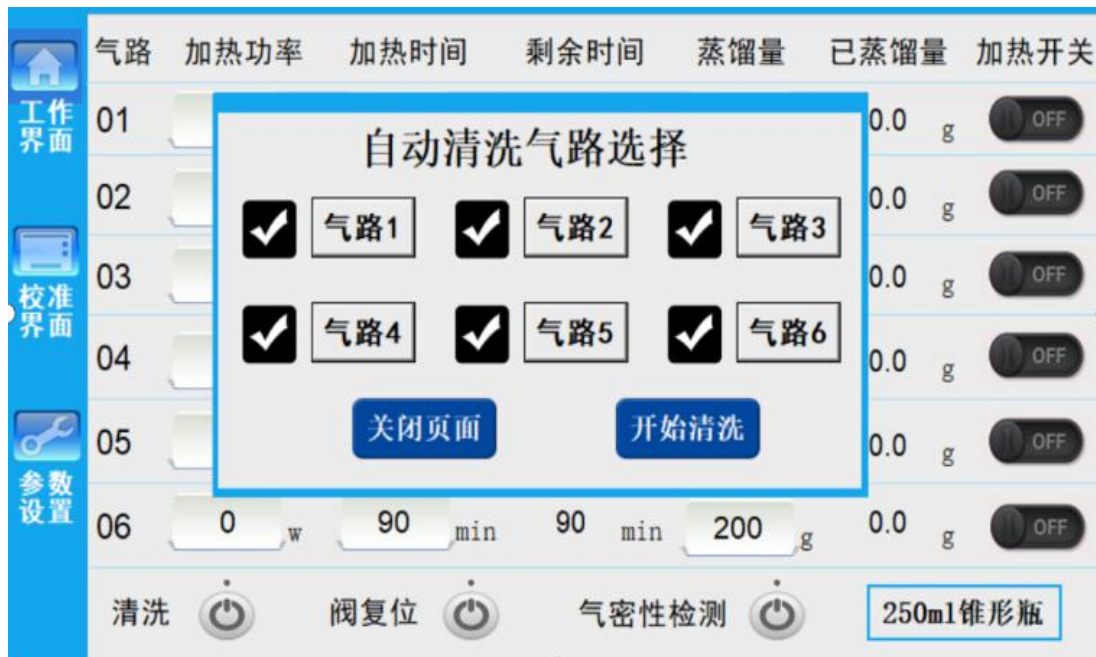 气路 加热功率 加热时间 剩余时间 蒸馏量 已蒸馏量 加热开关
工作
界面
01 0.0 g OFF
自动清洗气路选择
02 0.0 g OFF
气路1 气路2 气路3
校准
界面
03 0.0 g OFF
气路4 气路5 气路6
04 0.0 g OFF
关闭页面 开始清洗
05 0.0 g OFF
参数
设置
06 0 w 90 min 90 min 200 g 0.0 g OFF
清洗 阀复位 气密性检测 250ml锥形瓶